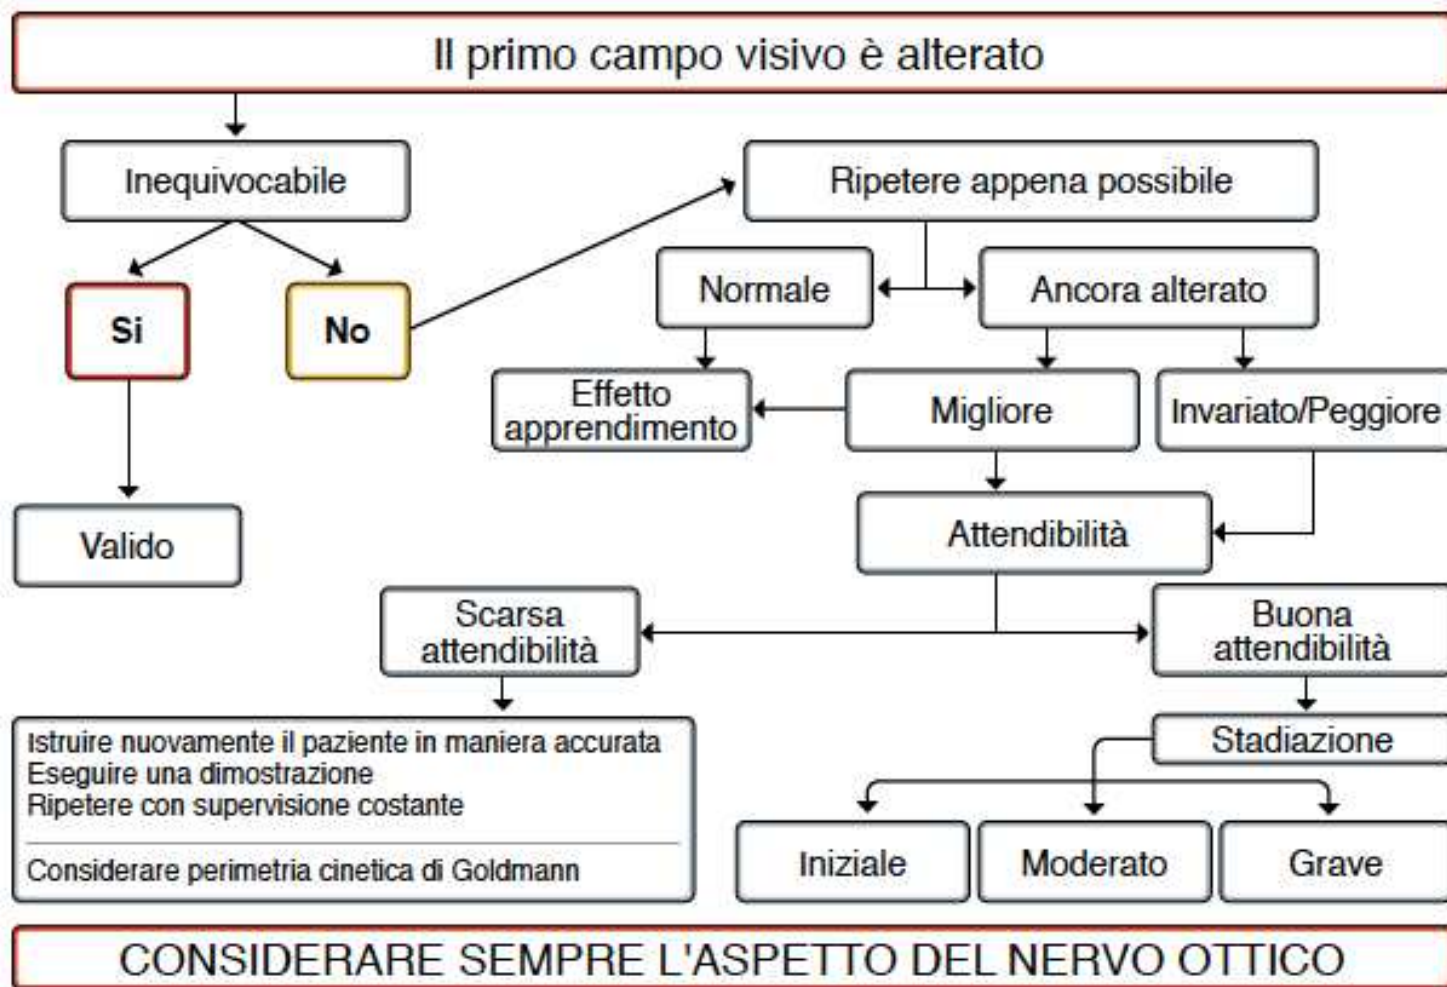 Il primo campo visivo è alterato
Inequivocabile
Ripetere appena possibile
Si
No
Normale
Ancora alterato
Effetto
apprendimento
Migliore
Invariato/Peggiore
Valido
Attendibilità
Scarsa
attendibilità
Buona
attendibilità
Istruire nuovamente il paziente in maniera accurata
Eseguire una dimostrazione
Ripetere con supervisione costante
Considerare perimetria cinetica di Goldmann
Stadiazione
Iniziale
Moderato
Grave
CONSIDERARE SEMPRE L'ASPETTO DEL NERVO OTTICO